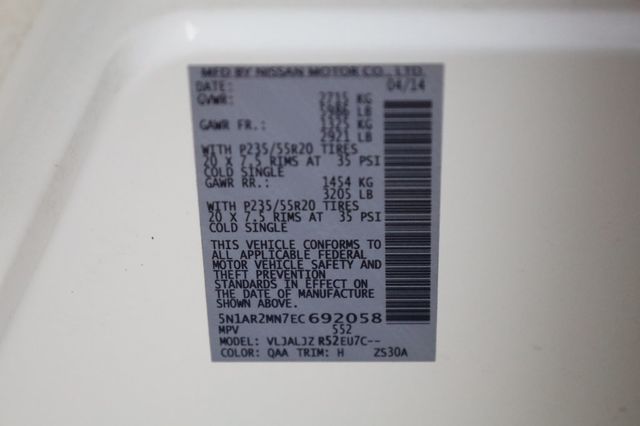 MFD BY NISSAN MOTOR CO., LTD.
DATE: 04/14
GVWR: 2715 KG
5986 LB
GAWR FR.: 1325 KG
2921 LB
WITH P235/55R20 TIRES
20 X 7.5 RIMS AT 35 PSI
COLD SINGLE
GAWR RR.: 1454 KG
3205 LB
WITH P235/55R20 TIRES
20 X 7.5 RIMS AT 35 PSI
COLD SINGLE
THIS VEHICLE CONFORMS TO
ALL APPLICABLE FEDERAL
MOTOR VEHICLE SAFETY AND
THEFT PREVENTION
STANDARDS IN EFFECT ON
THE DATE OF MANUFACTURE
SHOWN ABOVE.
5N1AR2MN7EC692058
MPV 552
MODEL: VLJALJZ R52EU7C--
COLOR: QAA TRIM: H ZS30A